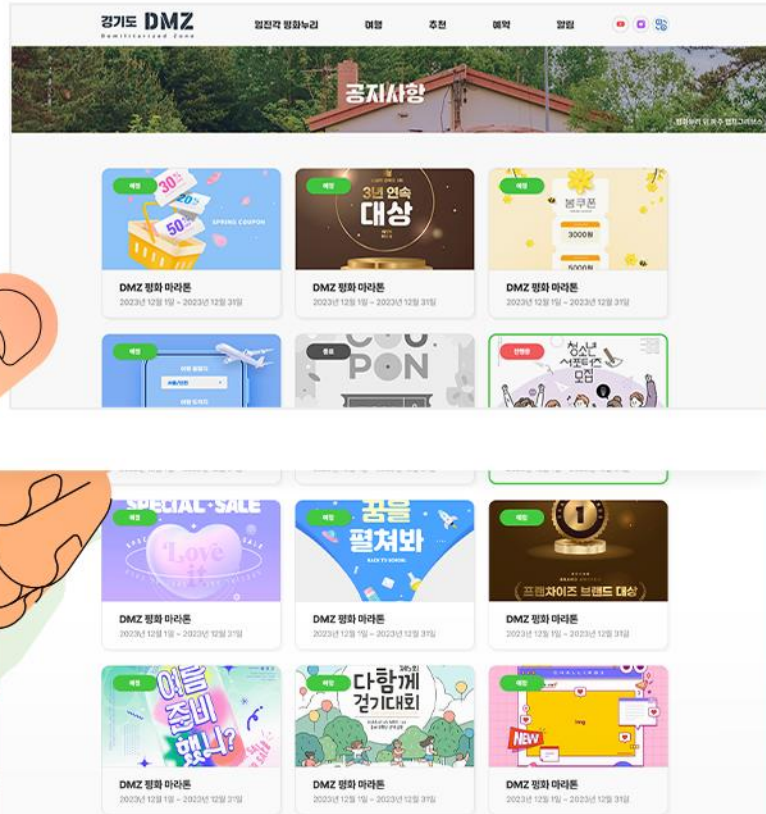 경기도 DMZ
Demilitarized Zone
임진각 평화누리 여행 추천 예약 알림
공지사항
예정
30%
20%
50%
SPRING COUPON
예정
3년 연속
대상
예정
봄쿠폰
3000원
5000원
DMZ 평화 마라톤
2023년 12월 1일 ~ 2023년 12월 31일
DMZ 평화 마라톤
2023년 12월 1일 ~ 2023년 12월 31일
DMZ 평화 마라톤
2023년 12월 1일 ~ 2023년 12월 31일
예정
종료
COU
PON
진행중
청소년
서포터즈
모집
SPECIAL SALE
예정
Love
it
예정
꿈을
펼쳐봐
BACK TO SCHOOL
예정
1
프랜차이즈 브랜드 대상
DMZ 평화 마라톤
2023년 12월 1일 ~ 2023년 12월 31일
DMZ 평화 마라톤
2023년 12월 1일 ~ 2023년 12월 31일
DMZ 평화 마라톤
2023년 12월 1일 ~ 2023년 12월 31일
예정
여름
준비
했니?
예정
제5회
다함께
걷기대회
예정
CHALLENGE
img
NEW
DMZ 평화 마라톤
2023년 12월 1일 ~ 2023년 12월 31일
DMZ 평화 마라톤
2023년 12월 1일 ~ 2023년 12월 31일
DMZ 평화 마라톤
2023년 12월 1일 ~ 2023년 12월 31일